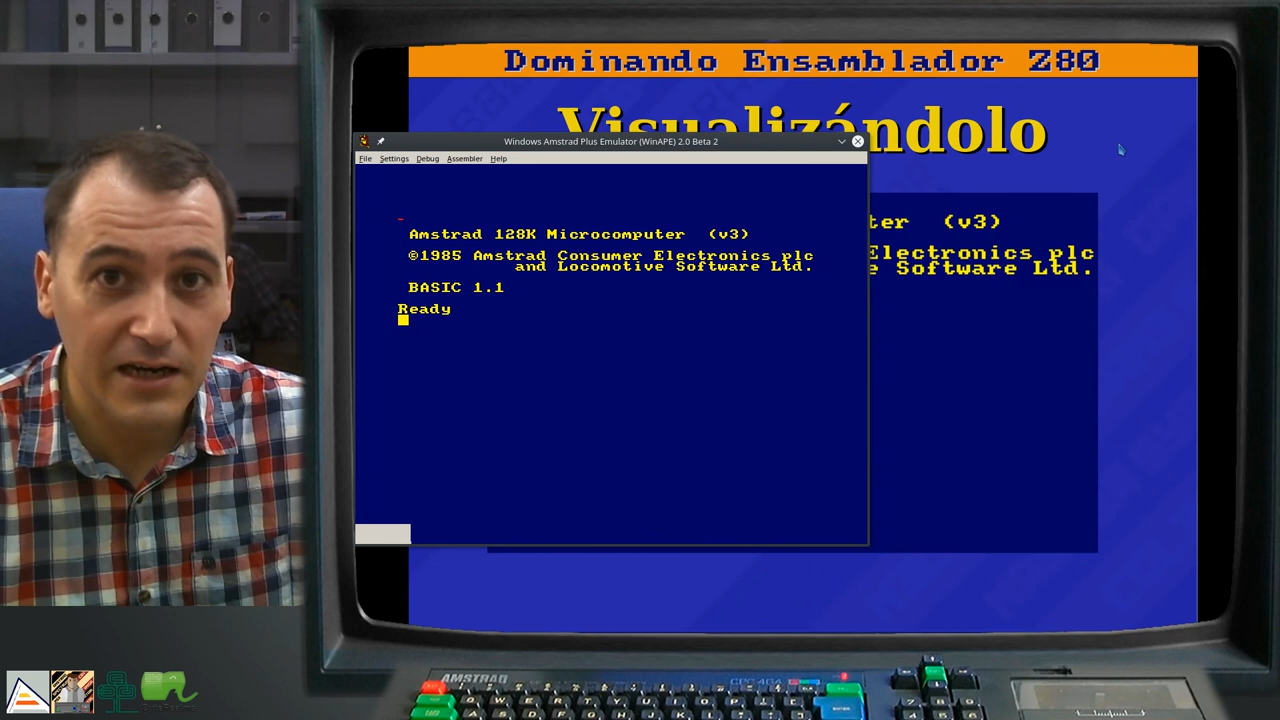 Dominando Ensamblador Z80
Visualizándolo
Windows Amstrad Plus Emulator (WinAPE) 2.0 Beta 2
File Settings Debug Assembler Help
Amstrad 128K Microcomputer (v3)
©1985 Amstrad Consumer Electronics plc
and Locomotive Software Ltd.
BASIC 1.1
Ready
ter (v3)
Electronics plc
e Software Ltd.
AMSTRAD
Q W E R T Y U I O P
A S D F G H J K L
ENTER